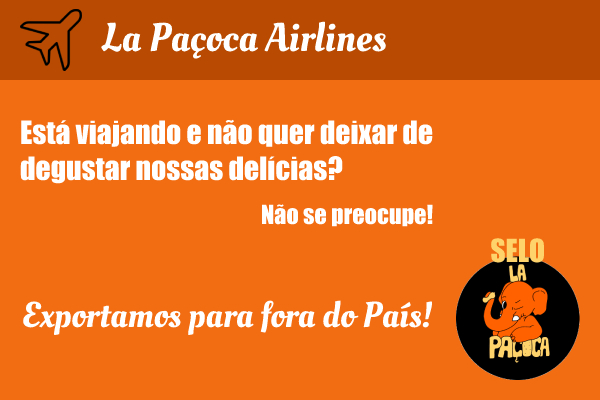 La Paçoca Airlines
Está viajando e não quer deixar de
degustar nossas delícias?
Não se preocupe!
Exportamos para fora do País!
SELO
LA
PAÇOCA